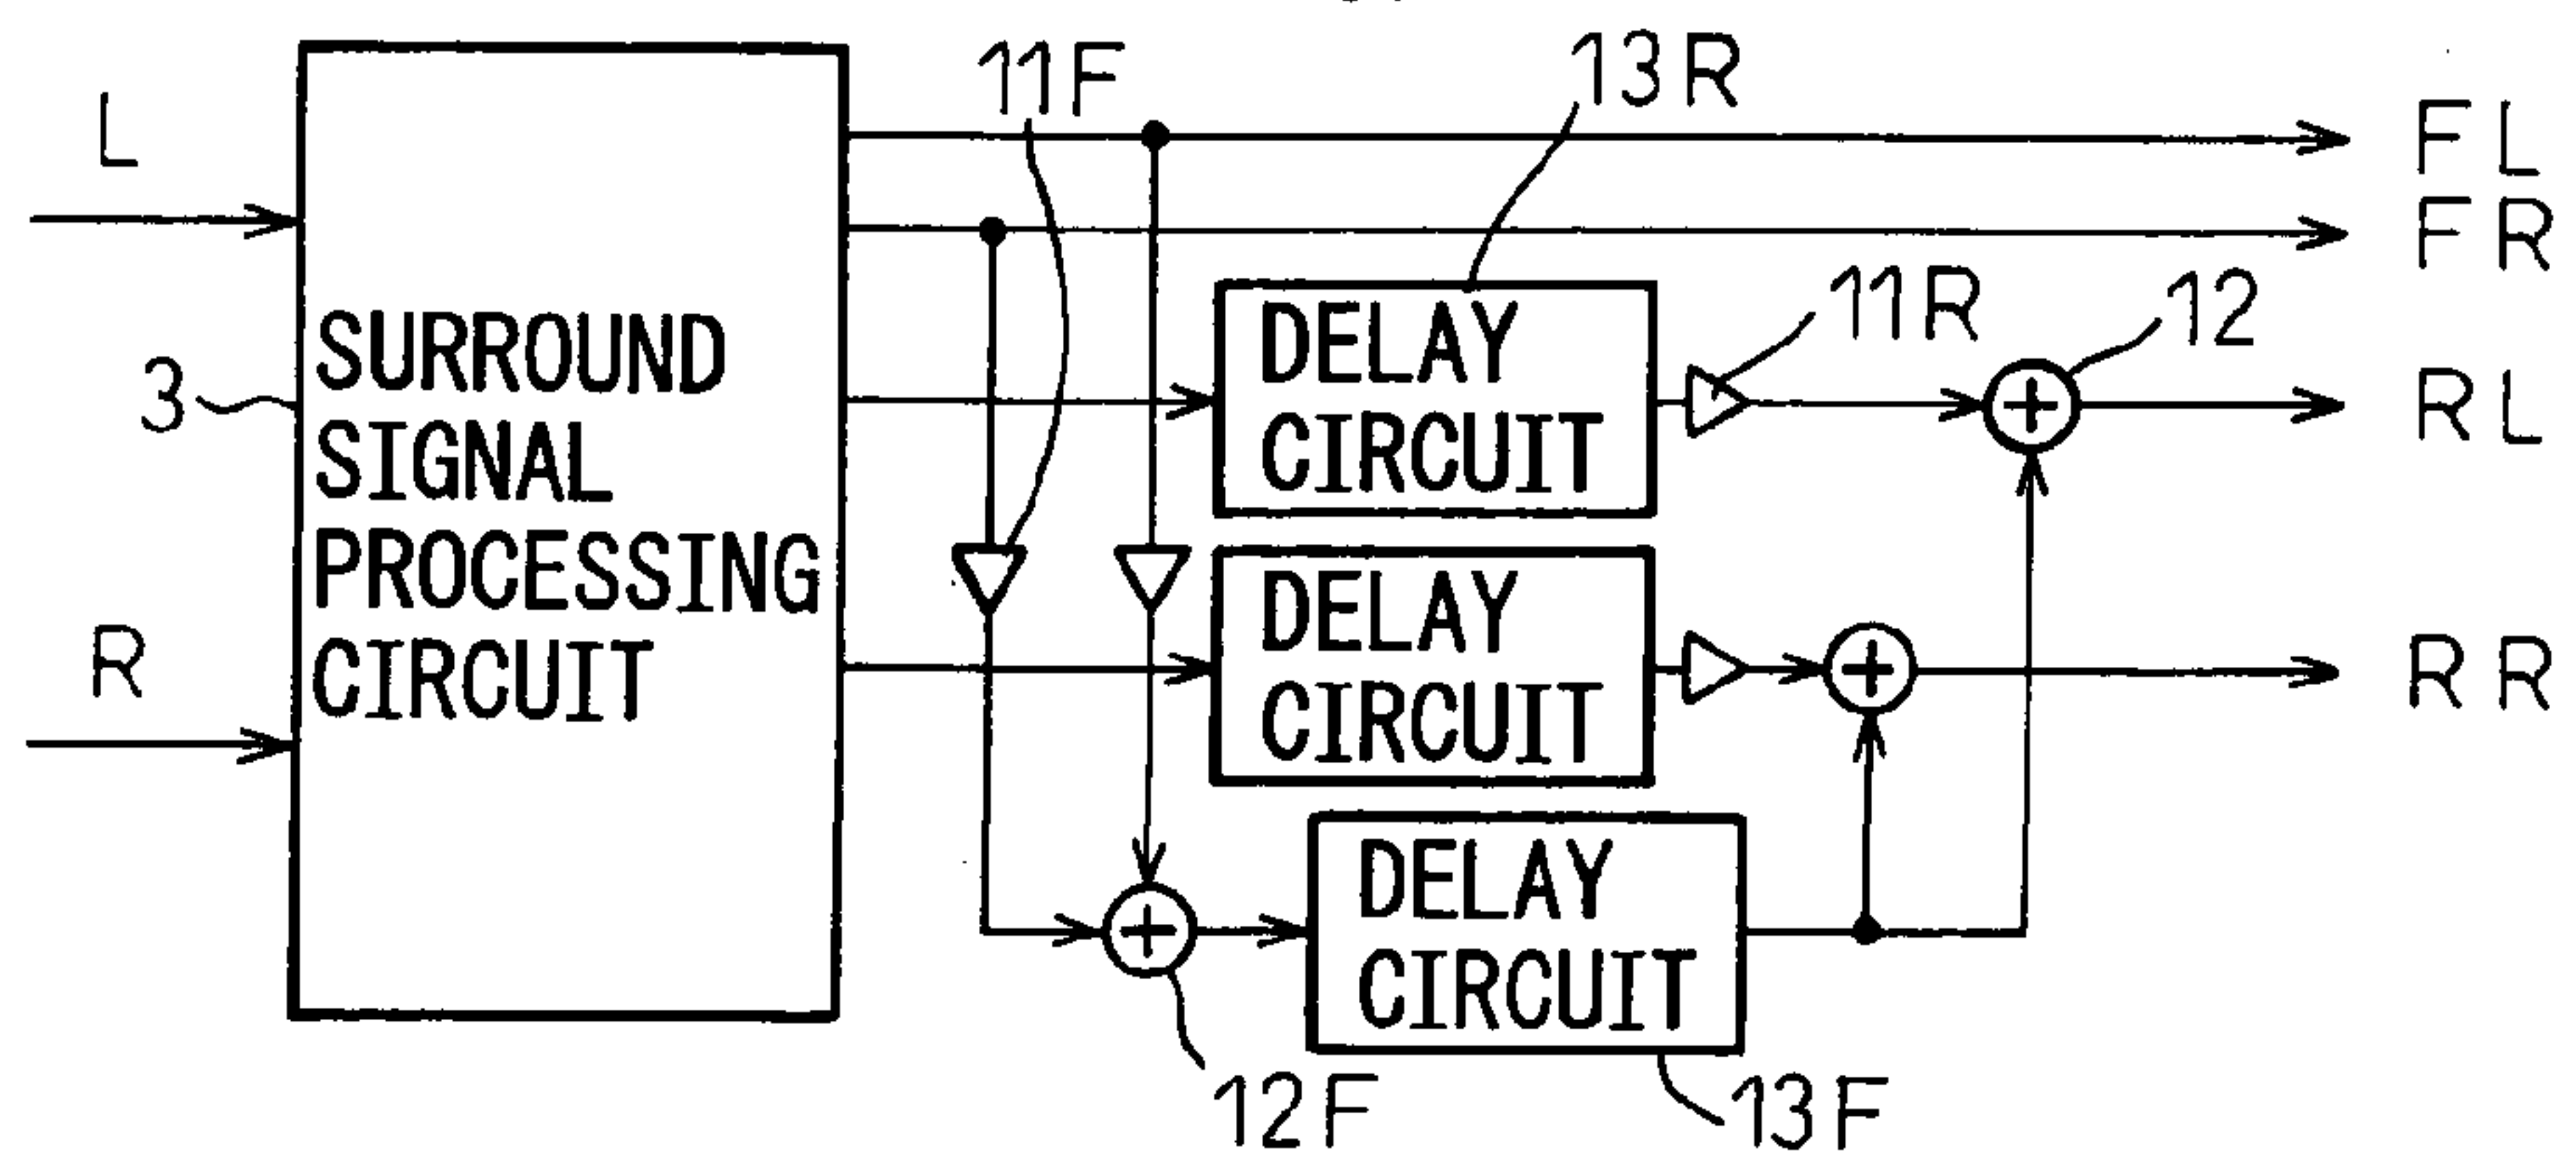 L
R
3
SURROUND
SIGNAL
PROCESSING
CIRCUIT
11F
13R
FL
FR
11R
12
DELAY
CIRCUIT
RL
DELAY
CIRCUIT
RR
DELAY
CIRCUIT
12F
13F